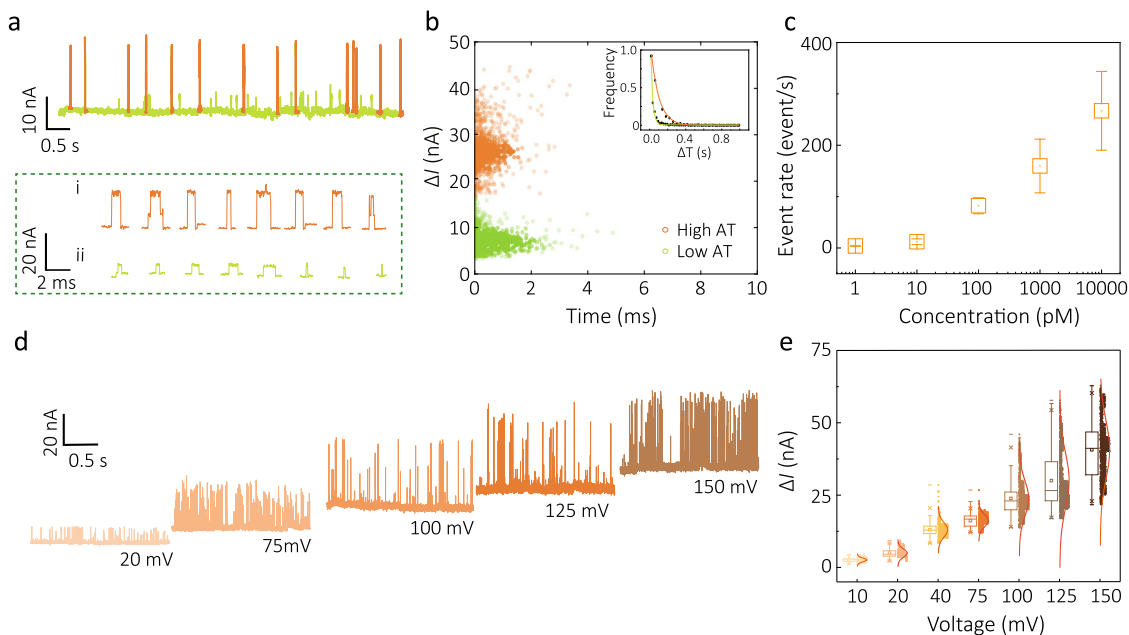 a
10 nA
0.5 s
i
20 nA
ii
2 ms
b
50
40
30
20
10
0
ΔI (nA)
0 2 4 6 8 10
Time (ms)
High AT
Low AT
1.0
0.5
0
Frequency
0.0 0.4 0.8
ΔT (s)
c
400
200
0
Event rate (event/s)
1 10 100 1000 10000
Concentration (pM)
d
20 nA
0.5 s
20 mV
75mV
100 mV
125 mV
150 mV
e
75
50
25
0
ΔI (nA)
10 20 40 75 100 125 150
Voltage (mV)